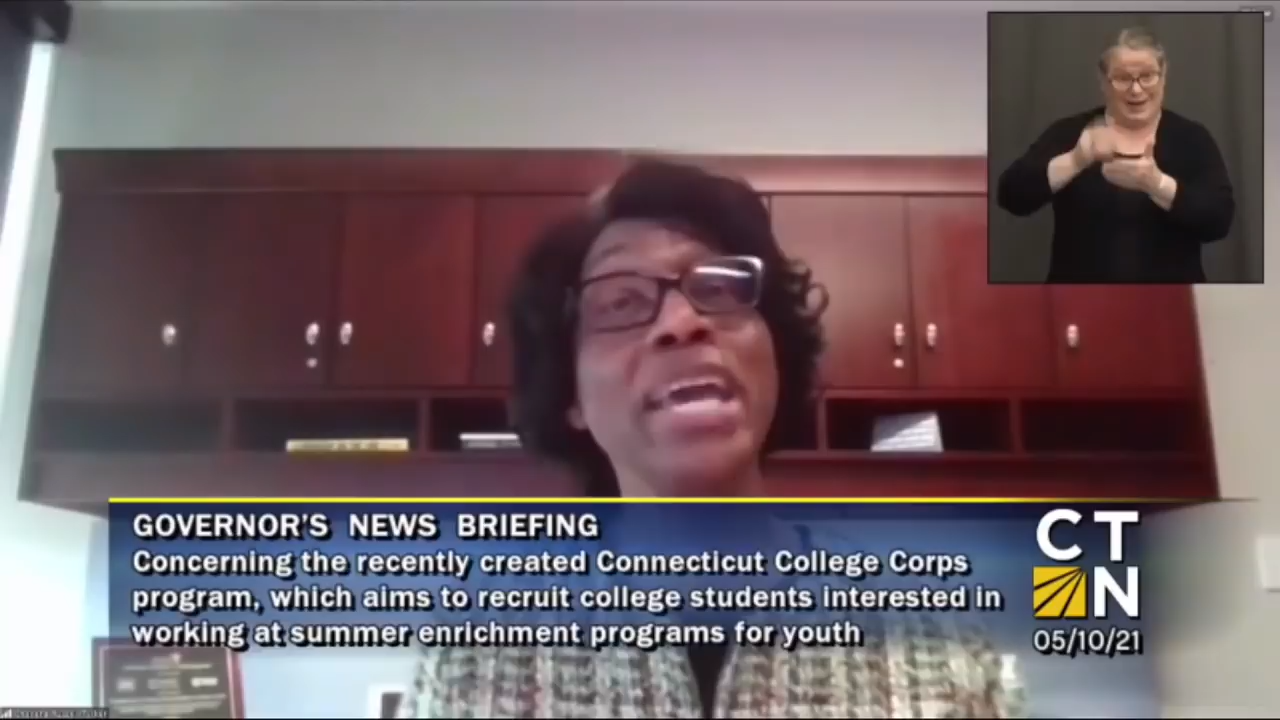 GOVERNOR'S NEWS BRIEFING
Concerning the recently created Connecticut College Corps
program, which aims to recruit college students interested in
working at summer enrichment programs for youth
CT
N
05/10/21